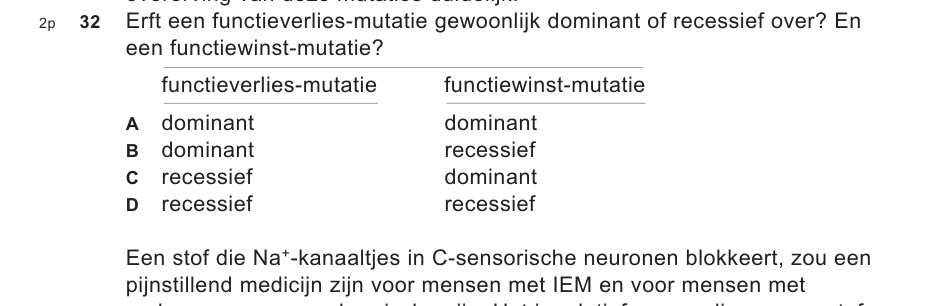 2p 32 Erft een functieverlies-mutatie gewoonlijk dominant of recessief over? En
een functiewinst-mutatie?
functieverlies-mutatie functiewinst-mutatie
A dominant dominant
B dominant recessief
C recessief dominant
D recessief recessief
Een stof die Na⁺-kanaaltjes in C-sensorische neuronen blokkeert, zou een
pijnstillend medicijn zijn voor mensen met IEM en voor mensen met